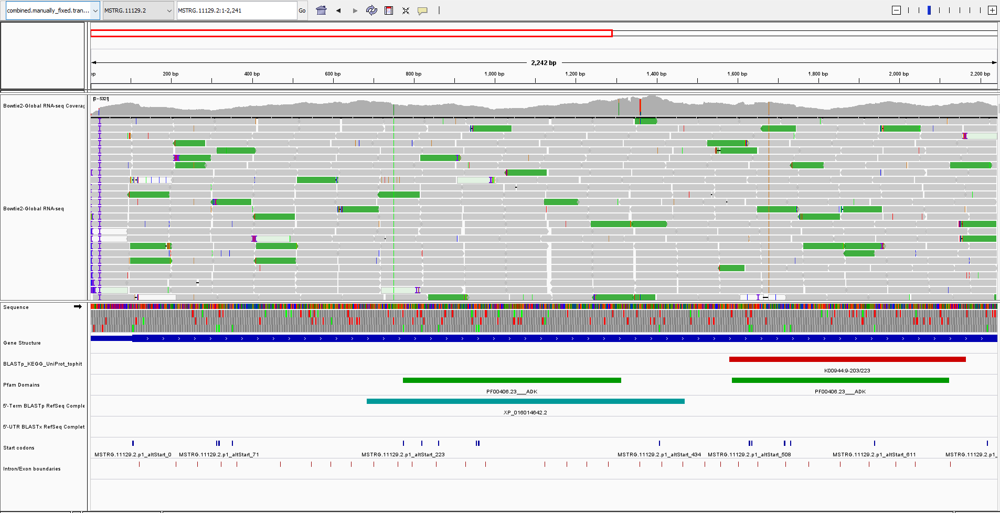 combined.manually_fixed.tran... MSTRG.11129.2 MSTRG.11129.2:1-2,241 Go
2,242 bp
200 bp 400 bp 600 bp 800 bp 1,000 bp 1,200 bp 1,400 bp 1,600 bp 1,800 bp 2,000 bp 2,200 bp
[0 - 5321]
Bowtie2-Global RNA-seq Coverag
Bowtie2-Global RNA-seq
Sequence
Gene Structure
BLASTp_KEGG_UniProt_tophit
K00944:9-203/223
Pfam Domains
PF00406.23___ADK PF00406.23___ADK
5'-Term BLASTp RefSeq Comple
XP_016014642.2
5'-UTR BLASTx RefSeq Complet
Start codons
MSTRG.11129.2.p1_altStart_0 MSTRG.11129.2.p1_altStart_71 MSTRG.11129.2.p1_altStart_223 MSTRG.11129.2.p1_altStart_434 MSTRG.11129.2.p1_altStart_508 MSTRG.11129.2.p1_altStart_611 MSTRG.11129.2.p1_
Intron/Exon boundaries